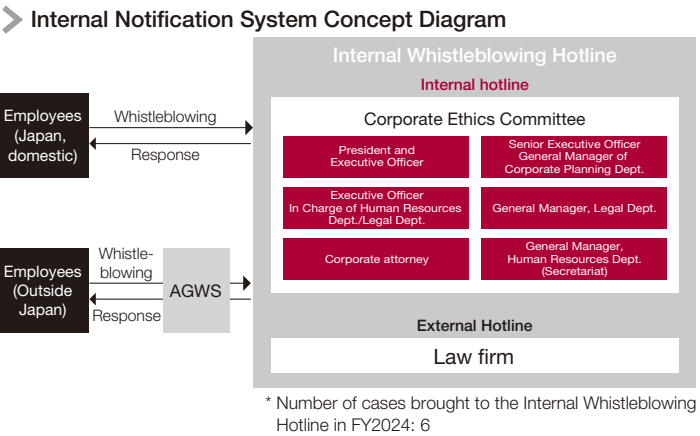 Internal Notification System Concept Diagram
Internal Whistleblowing Hotline
Internal hotline
Corporate Ethics Committee
President and
Executive Officer
Senior Executive Officer
General Manager of
Corporate Planning Dept.
Executive Officer
In Charge of Human Resources
Dept./Legal Dept.
General Manager, Legal Dept.
Corporate attorney
General Manager,
Human Resources Dept.
(Secretariat)
Employees
(Japan,
domestic)
Whistleblowing
Response
Employees
(Outside
Japan)
Whistle-
blowing
Response
AGWS
External Hotline
Law firm
* Number of cases brought to the Internal Whistleblowing
Hotline in FY2024: 6